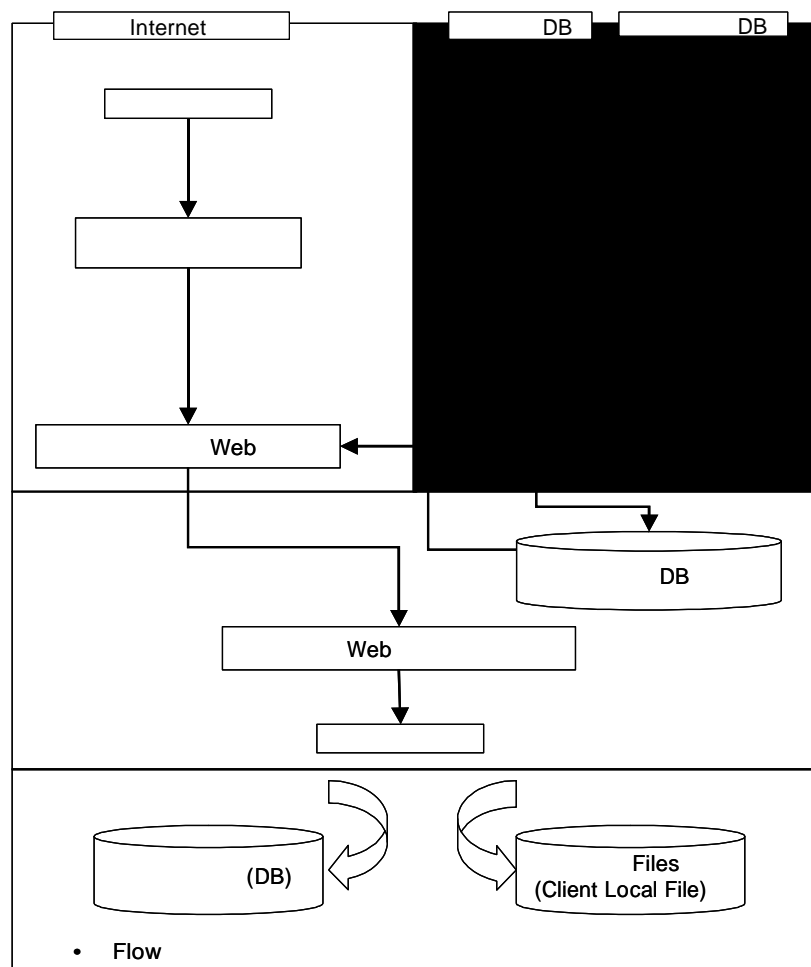 Internet
DB
DB
Web
DB
Web
(DB)
Files
(Client Local File)
• Flow